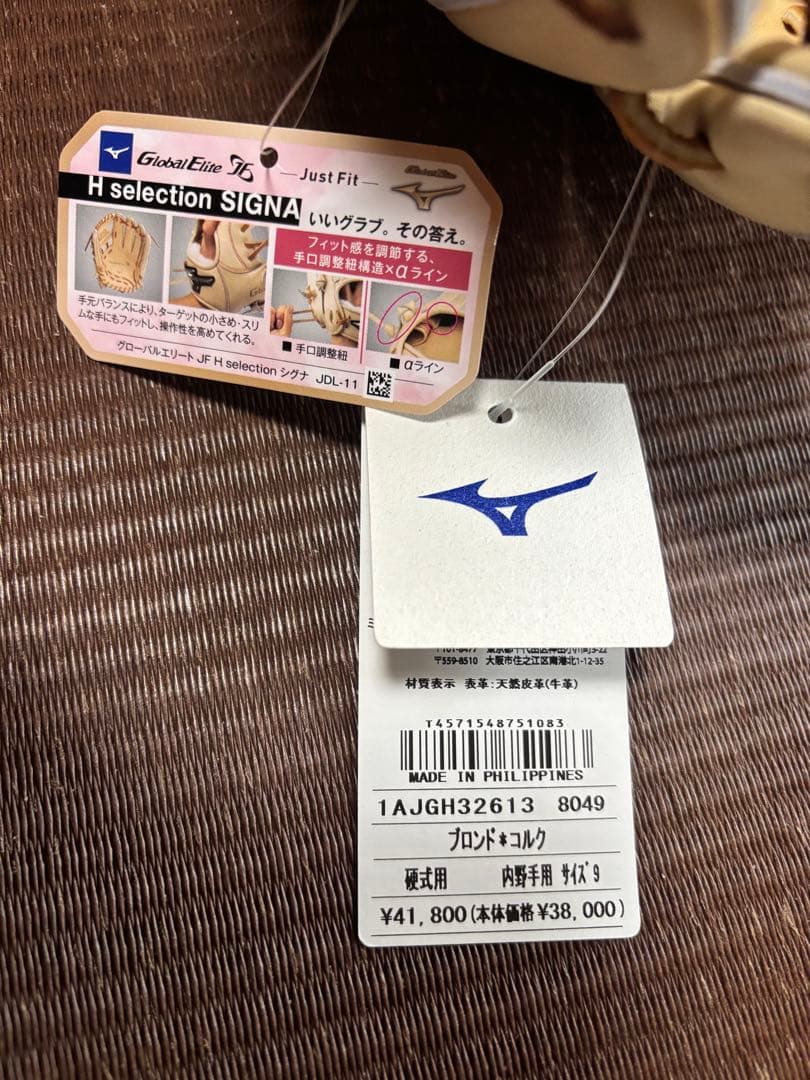 Global Elite JF
—Just Fit—
Global Elite
H selection SIGNA
いいグラブ。その答え。
フィット感を調節する、
手口調整紐構造×αライン
手元バランスにより、ターゲットの小さめ・スリ
ムな手にもフィットし、操作性を高めてくれる。
■ 手口調整紐
■ αライン
グローバルエリート JF H selection シグナ JDL-11
〒559-8510 大阪市住之江区南港北1-12-35
材質表示 表革:天然皮革(牛革)
T4571548751083
MADE IN PHILIPPINES
1AJGH32613 8049
ブロンド*コルク
硬式用 内野手用 サイズ9
¥41,800(本体価格¥38,000)